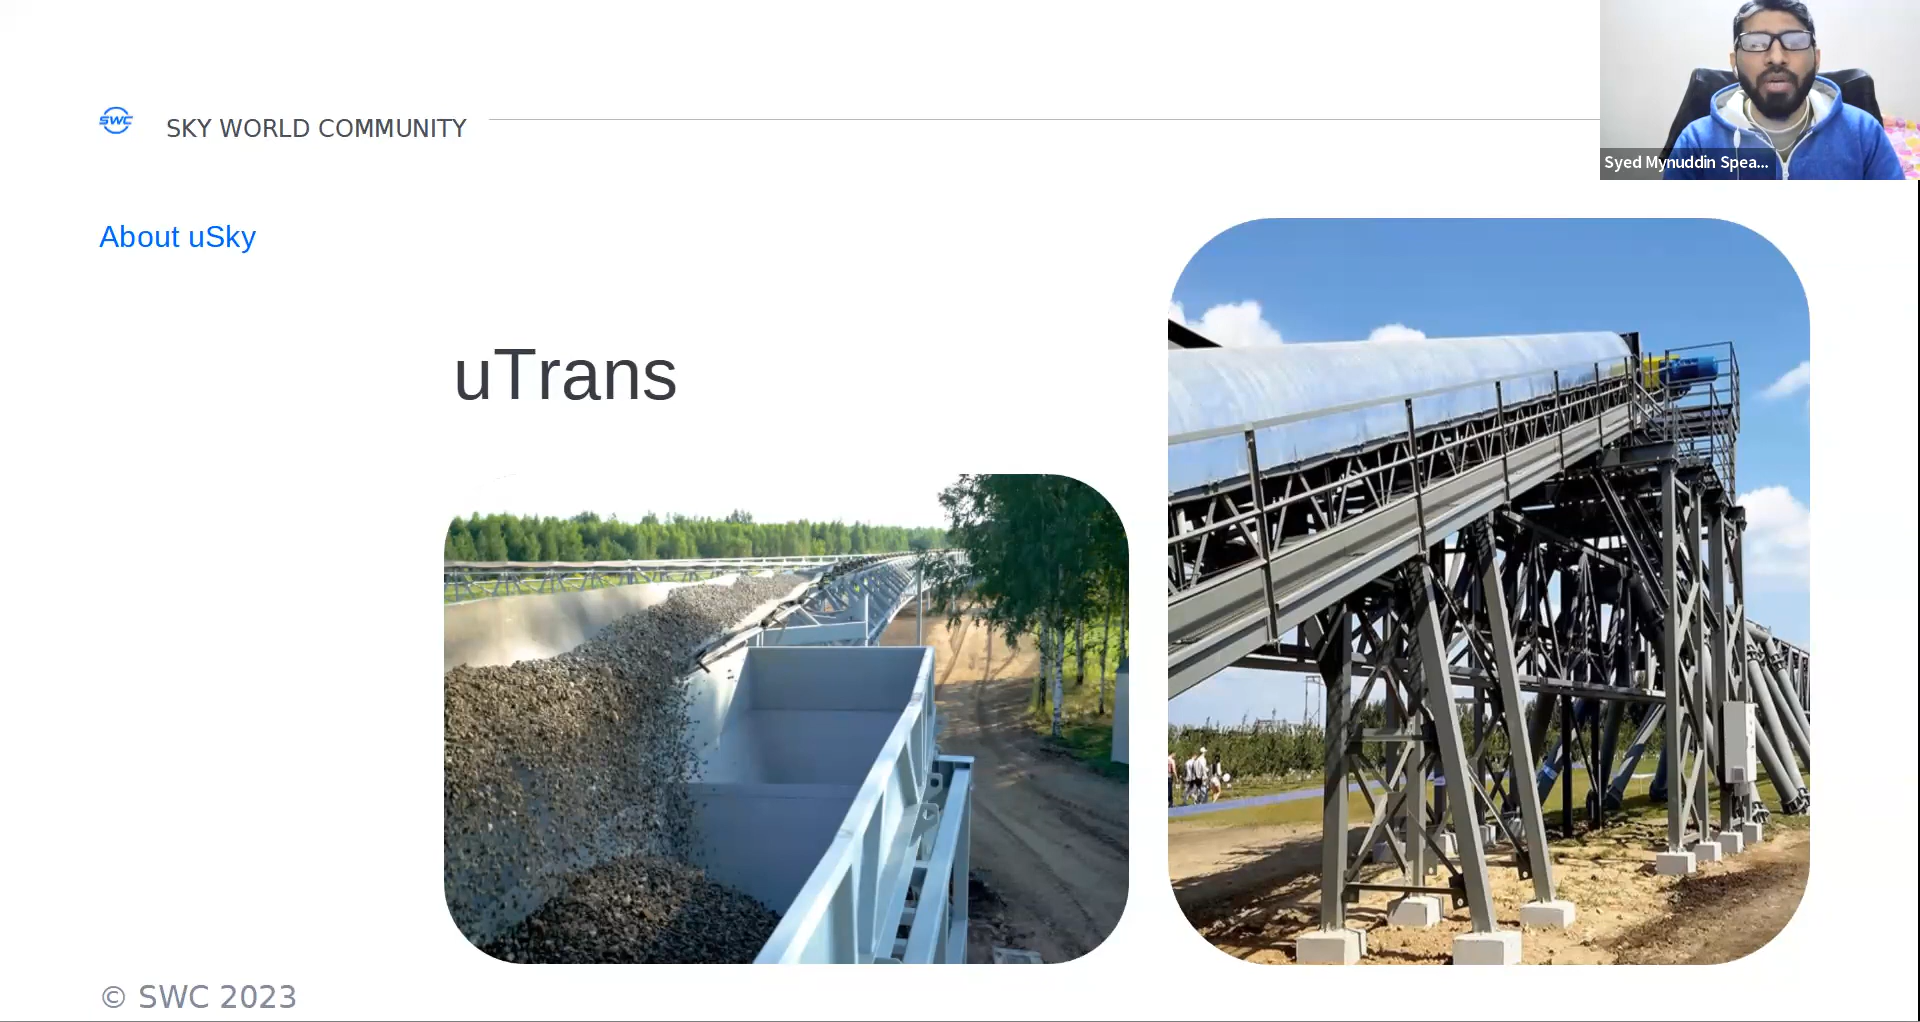 SWC
SKY WORLD COMMUNITY
Syed Mynuddin Spea...
About uSky
uTrans
© SWC 2023